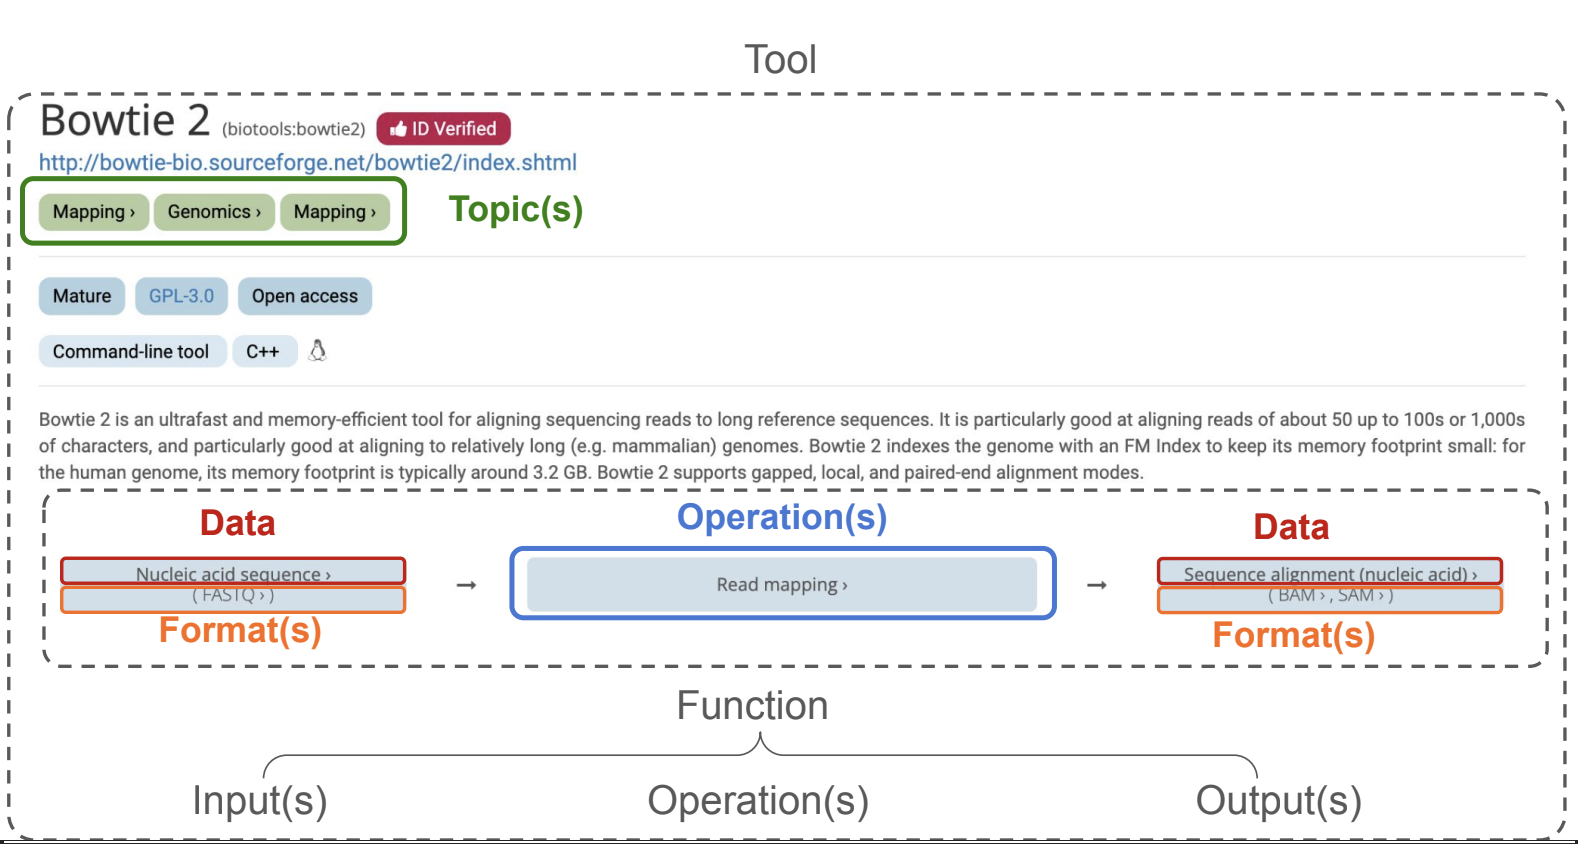 Tool
Bowtie 2 (biotools:bowtie2) ID Verified
http://bowtie-bio.sourceforge.net/bowtie2/index.shtml
Mapping › Genomics › Mapping › Topic(s)
Mature GPL-3.0 Open access
Command-line tool C++
Bowtie 2 is an ultrafast and memory-efficient tool for aligning sequencing reads to long reference sequences. It is particularly good at aligning reads of about 50 up to 100s or 1,000s
of characters, and particularly good at aligning to relatively long (e.g. mammalian) genomes. Bowtie 2 indexes the genome with an FM Index to keep its memory footprint small: for
the human genome, its memory footprint is typically around 3.2 GB. Bowtie 2 supports gapped, local, and paired-end alignment modes.
Data Operation(s) Data
Nucleic acid sequence › → Read mapping › → Sequence alignment (nucleic acid) ›
( FASTQ › ) ( BAM › , SAM › )
Format(s) Format(s)
Function
Input(s) Operation(s) Output(s)